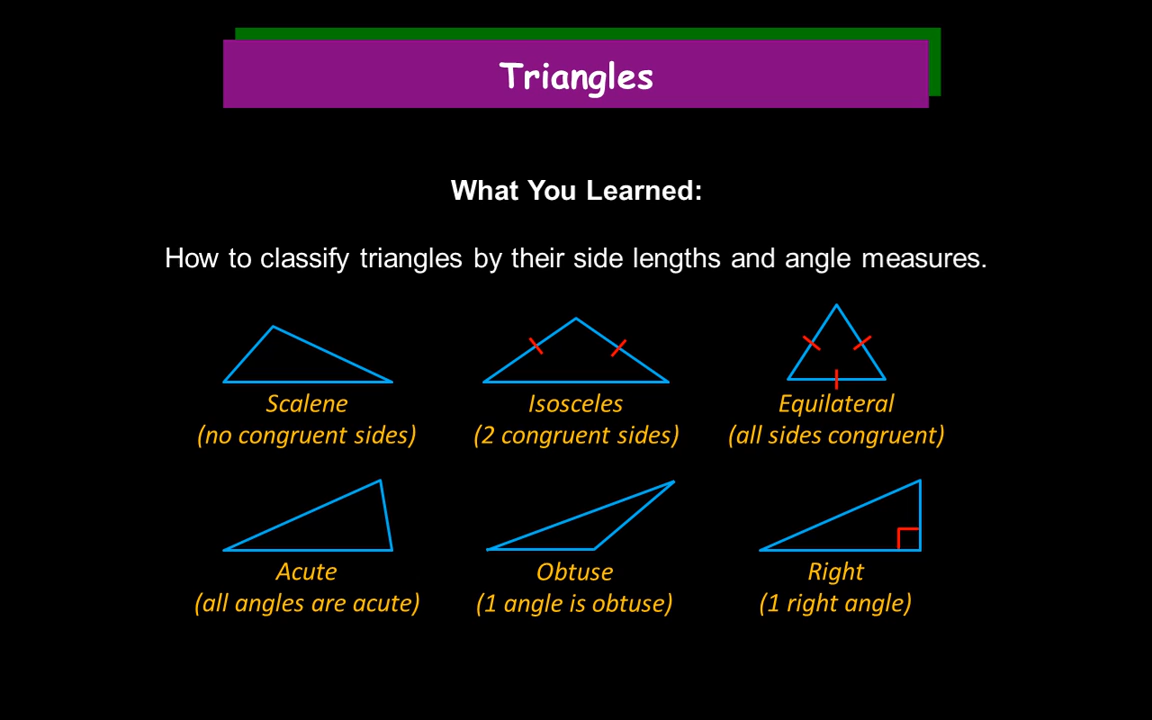 Triangles
What You Learned:
How to classify triangles by their side lengths and angle measures.
Scalene
(no congruent sides)
Isosceles
(2 congruent sides)
Equilateral
(all sides congruent)
Acute
(all angles are acute)
Obtuse
(1 angle is obtuse)
Right
(1 right angle)